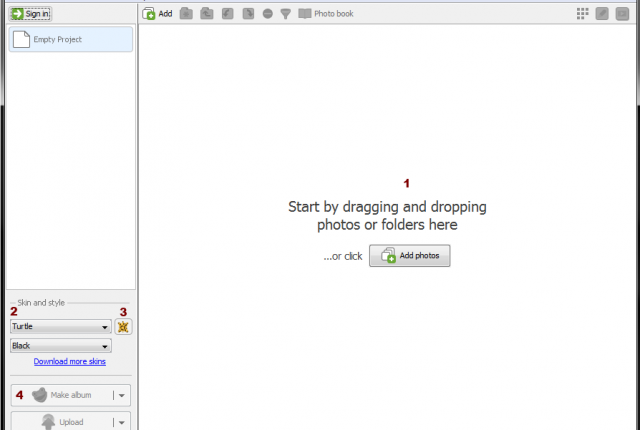 Sign in
Add
Photo book
Empty Project
1
Start by dragging and dropping
photos or folders here
...or click
Add photos
Skin and style
2
3
Turtle
Black
Download more skins
4
Make album
Upload